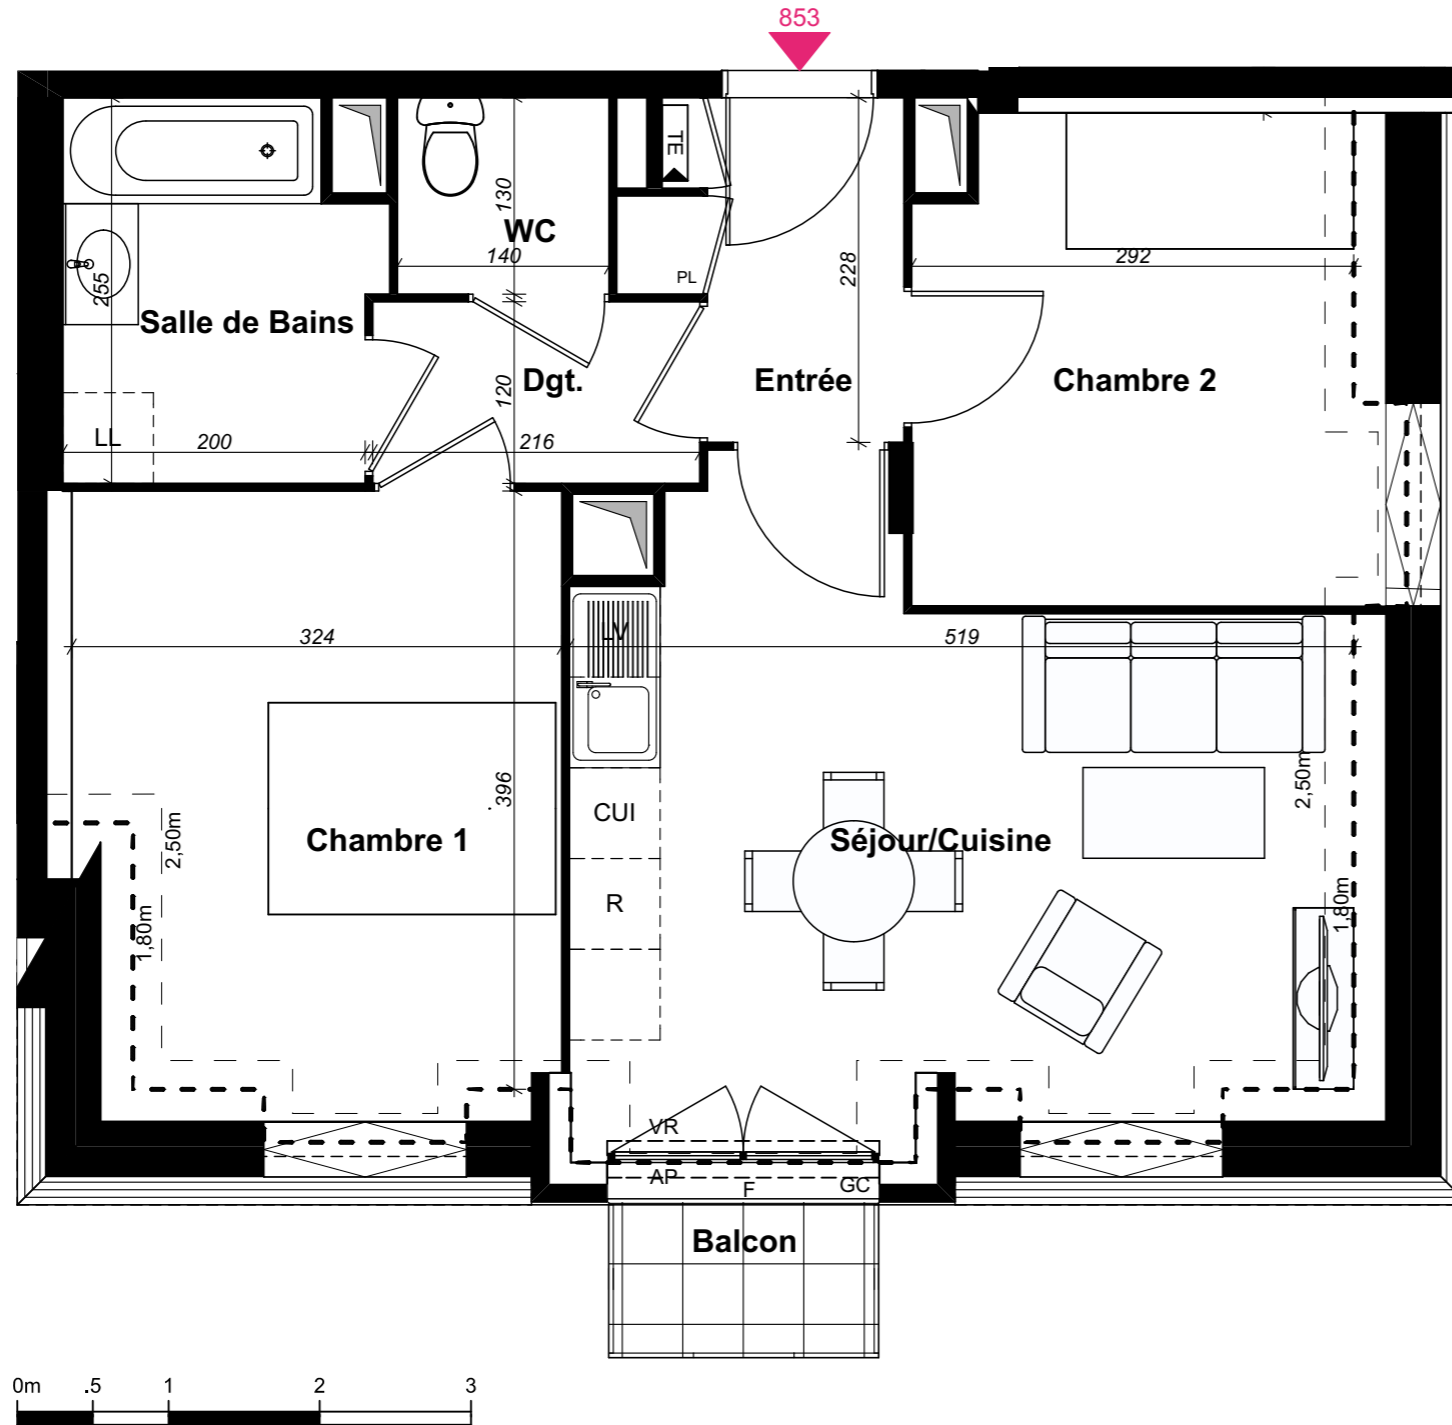 853
TE
130
WC
140
PL
228
292
255
Salle de Bains
Dgt.
120
Entrée
Chambre 2
LL
200
216
324
LV
519
396
2,50m
CUI
Chambre 1
2,50m
Séjour/Cuisine
R
1,80m
1,80m
VR
AP
F
GC
Balcon
0m .5 1 2 3